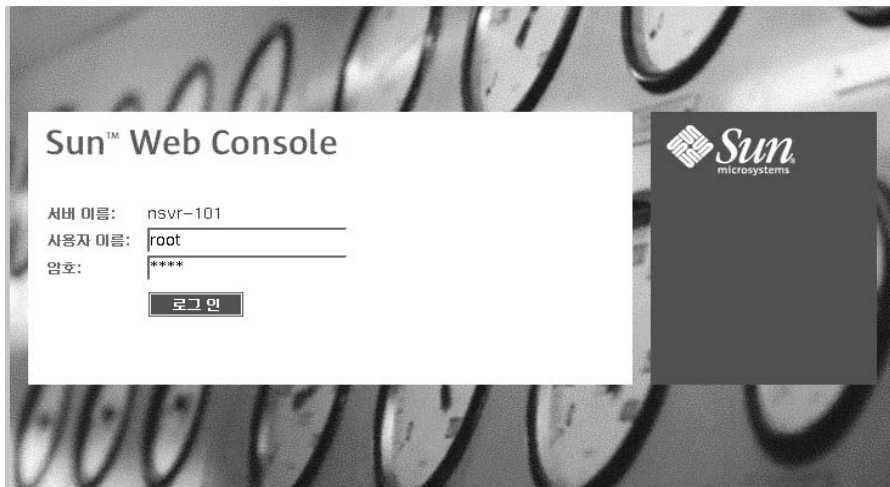 Sun™ Web Console
Sun
microsystems
서버 이름: nsvr-101
사용자 이름: root
암호: ****
로그인